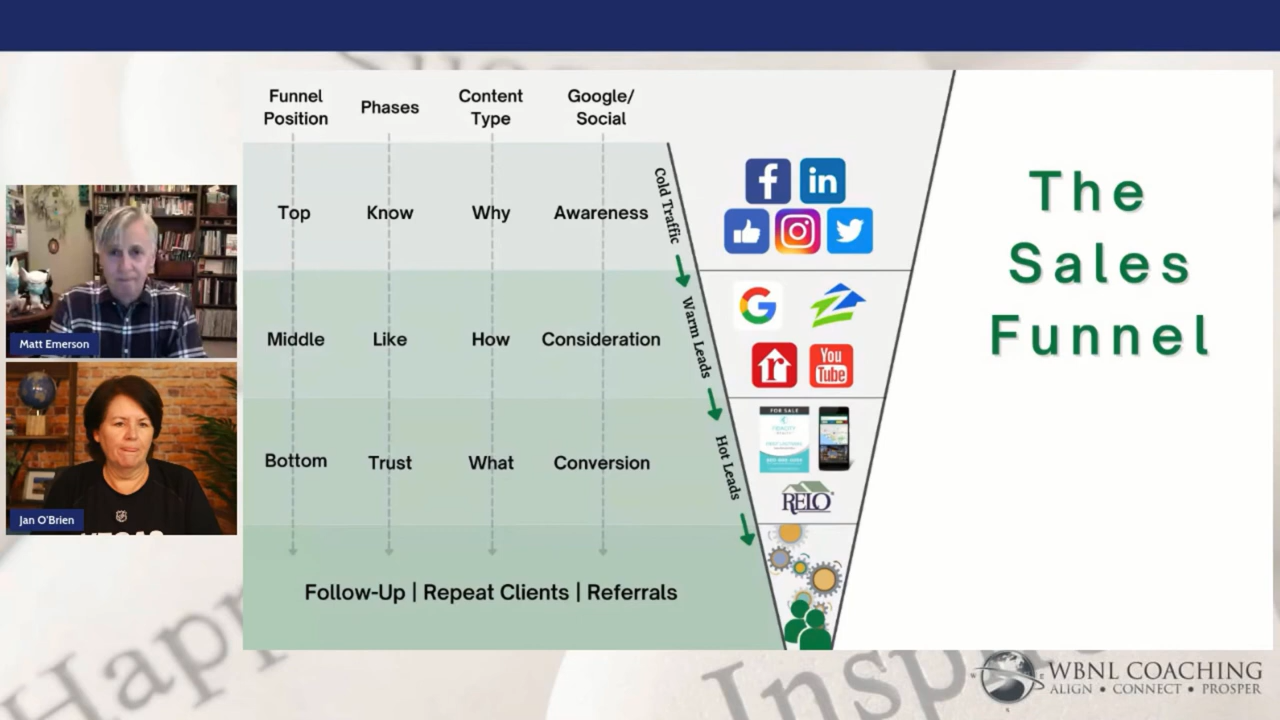 Funnel
Position
Phases
Content
Type
Google/
Social
Top
Know
Why
Awareness
Cold Traffic
f
in
Middle
Like
How
Consideration
Warm Leads
G
r
You
Tube
Bottom
Trust
What
Conversion
Hot Leads
FOR SALE
RELO
Follow-Up | Repeat Clients | Referrals
The
Sales
Funnel
Matt Emerson
Jan O'Brien
WBNL COACHING
ALIGN • CONNECT • PROSPER